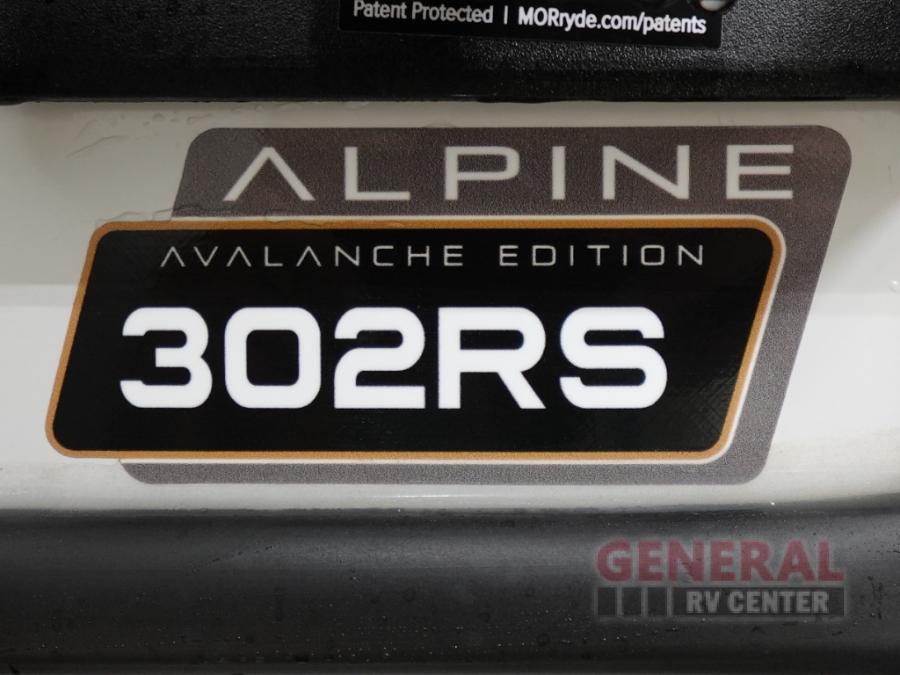 Patent Protected | MORryde.com/patents
ALPINE
AVALANCHE EDITION
302RS
GENERAL
RV CENTER